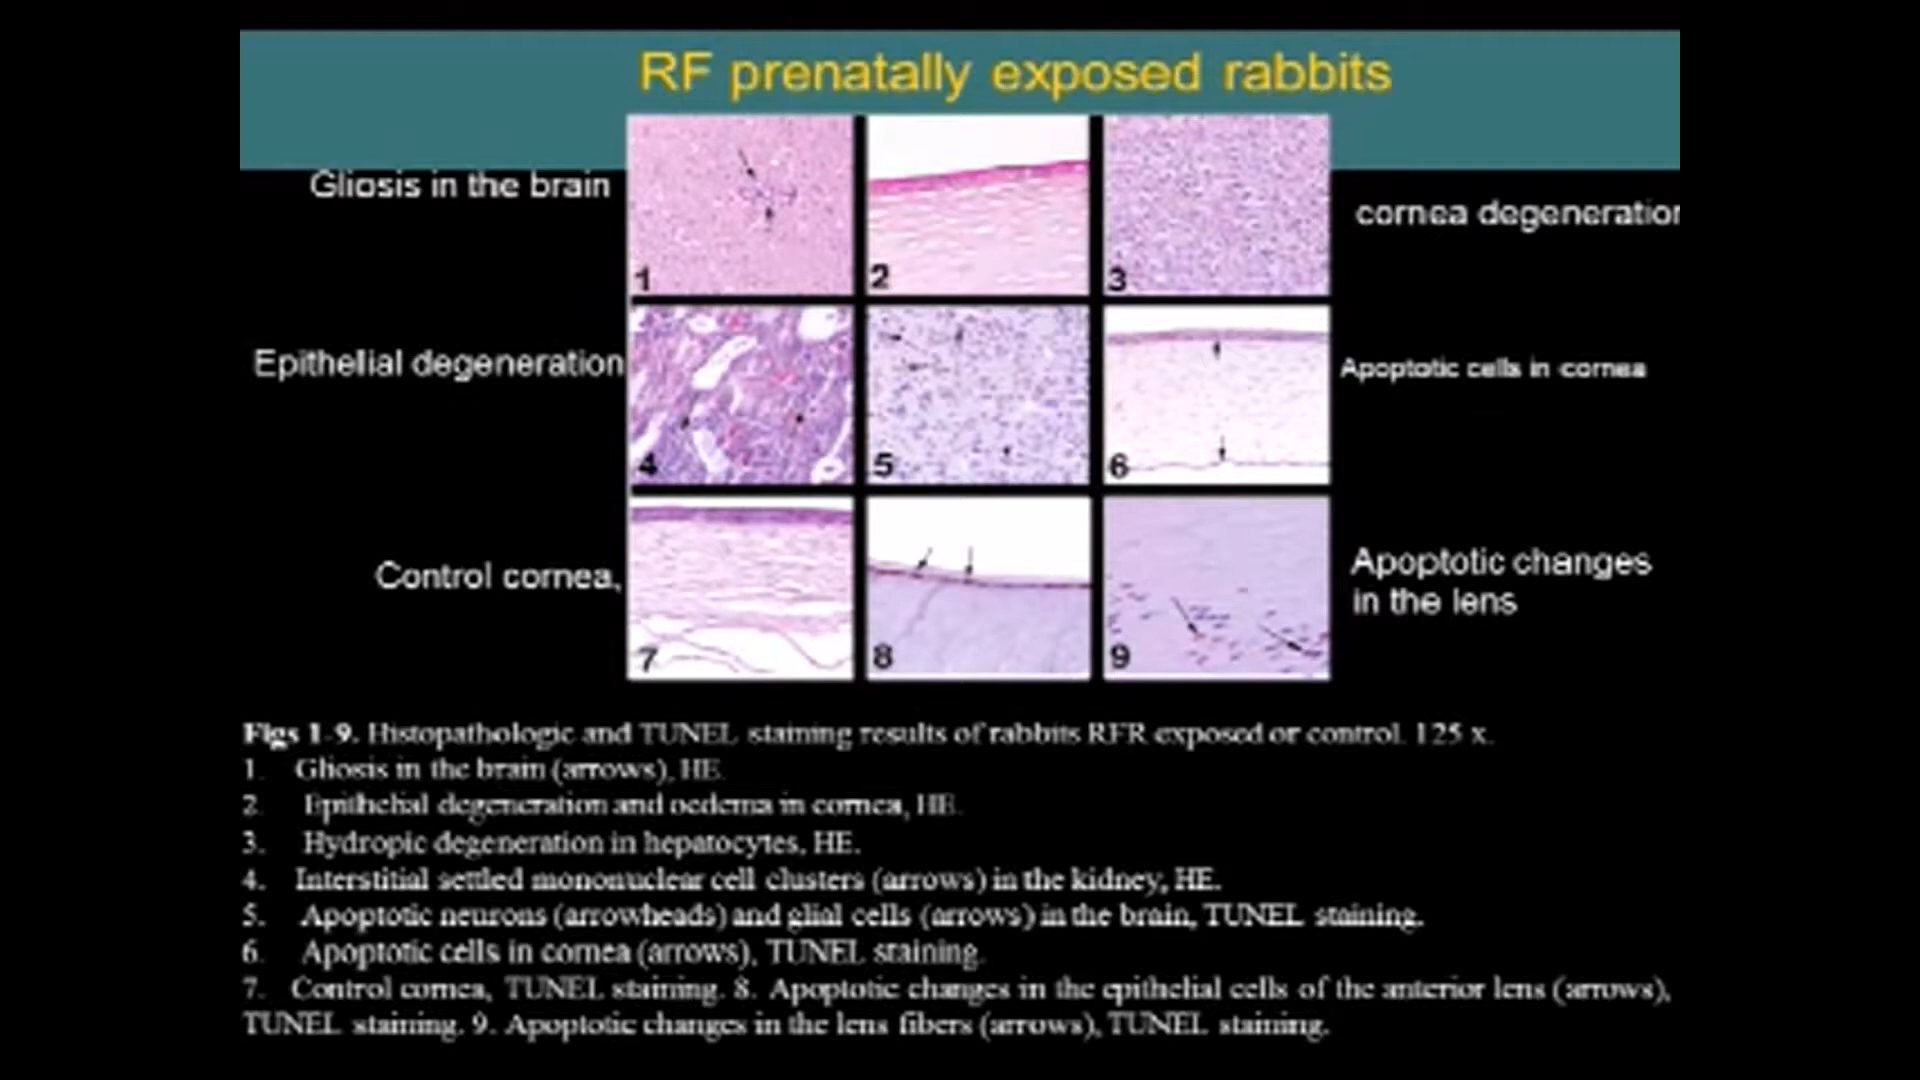 RF prenatally exposed rabbits
Gliosis in the brain
cornea degeneration
1
2
3
Epithelial degeneration
Apoptotic cells in cornea
4
5
6
Control cornea,
Apoptotic changes
in the lens
7
8
9
Figs 1-9. Histopathologic and TUNEL staining results of rabbits RFR exposed or control. 125 x.
1. Gliosis in the brain (arrows), HE.
2. Epithelial degeneration and oedema in cornea, HE.
3. Hydropic degeneration in hepatocytes, HE.
4. Interstitial settled mononuclear cell clusters (arrows) in the kidney, HE.
5. Apoptotic neurons (arrowheads) and glial cells (arrows) in the brain, TUNEL staining.
6. Apoptotic cells in cornea (arrows), TUNEL staining.
7. Control cornea, TUNEL staining. 8. Apoptotic changes in the epithelial cells of the anterior lens (arrows),
TUNEL staining. 9. Apoptotic changes in the lens fibers (arrows), TUNEL staining.